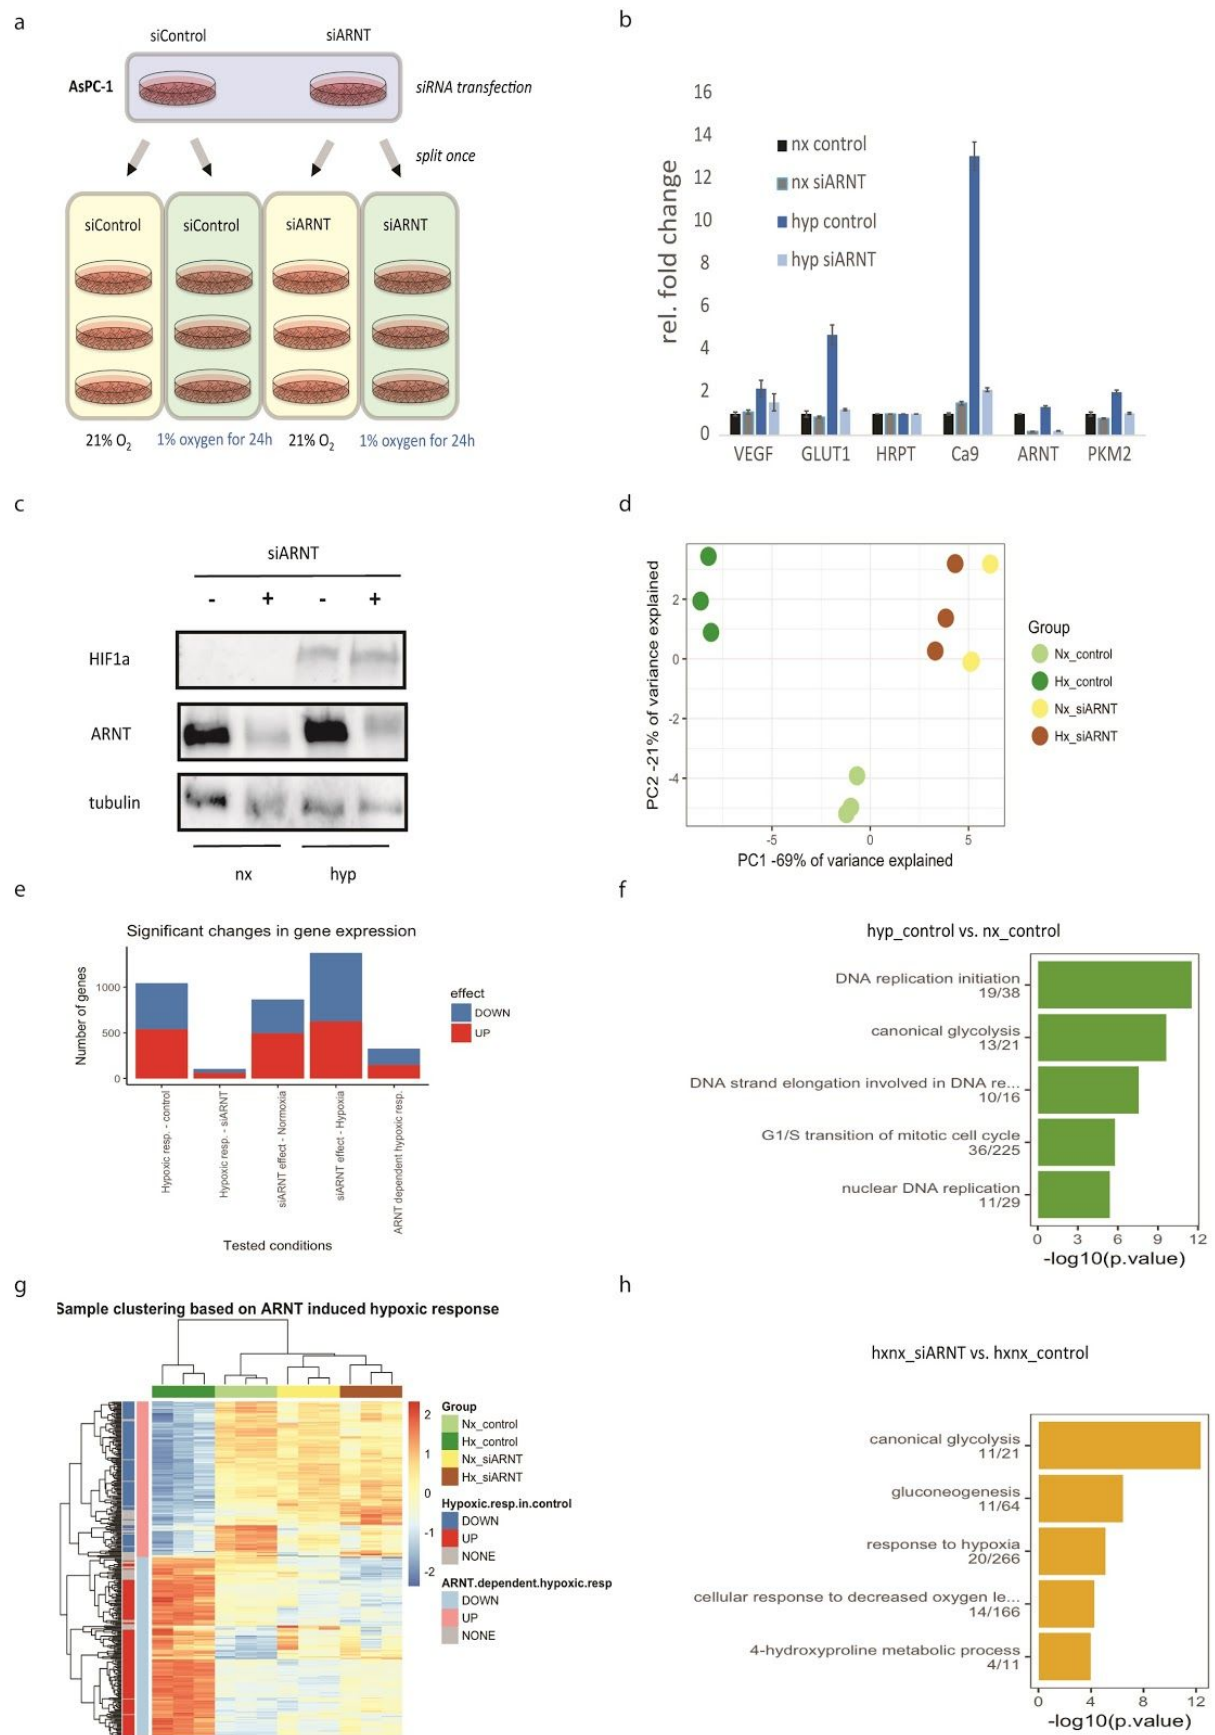 a
siControl
siARNT
AsPC-1
siRNA transfection
split once
siControl
siControl
siARNT
siARNT
21% O2
1% oxygen for 24h
21% O2
1% oxygen for 24h
b
rel. fold change
16
14
12
10
8
6
4
2
0
nx control
nx siARNT
hyp control
hyp siARNT
VEGF
GLUT1
HRPT
Ca9
ARNT
PKM2
c
siARNT
-
+
-
+
HIF1a
ARNT
tubulin
nx
hyp
d
PC2 -21% of variance explained
2
0
-2
-4
-5
0
5
PC1 -69% of variance explained
Group
Nx_control
Hx_control
Nx_siARNT
Hx_siARNT
e
Significant changes in gene expression
Number of genes
1000
500
0
effect
DOWN
UP
Hypoxic resp. - control
Hypoxic resp. - siARNT
siARNT effect - Normoxia
siARNT effect - Hypoxia
ARNT dependent hypoxic resp.
Tested conditions
f
hyp_control vs. nx_control
DNA replication initiation
19/38
canonical glycolysis
13/21
DNA strand elongation involved in DNA re...
10/16
G1/S transition of mitotic cell cycle
36/225
nuclear DNA replication
11/29
0
3
6
9
12
-log10(p.value)
g
Sample clustering based on ARNT induced hypoxic response
2
1
0
-1
-2
Group
Nx_control
Hx_control
Nx_siARNT
Hx_siARNT
Hypoxic.resp.in.control
DOWN
UP
NONE
ARNT.dependent.hypoxic.resp
DOWN
UP
NONE
h
hxnx_siARNT vs. hxnx_control
canonical glycolysis
11/21
gluconeogenesis
11/64
response to hypoxia
20/266
cellular response to decreased oxygen le...
14/166
4-hydroxyproline metabolic process
4/11
0
4
8
12
-log10(p.value)